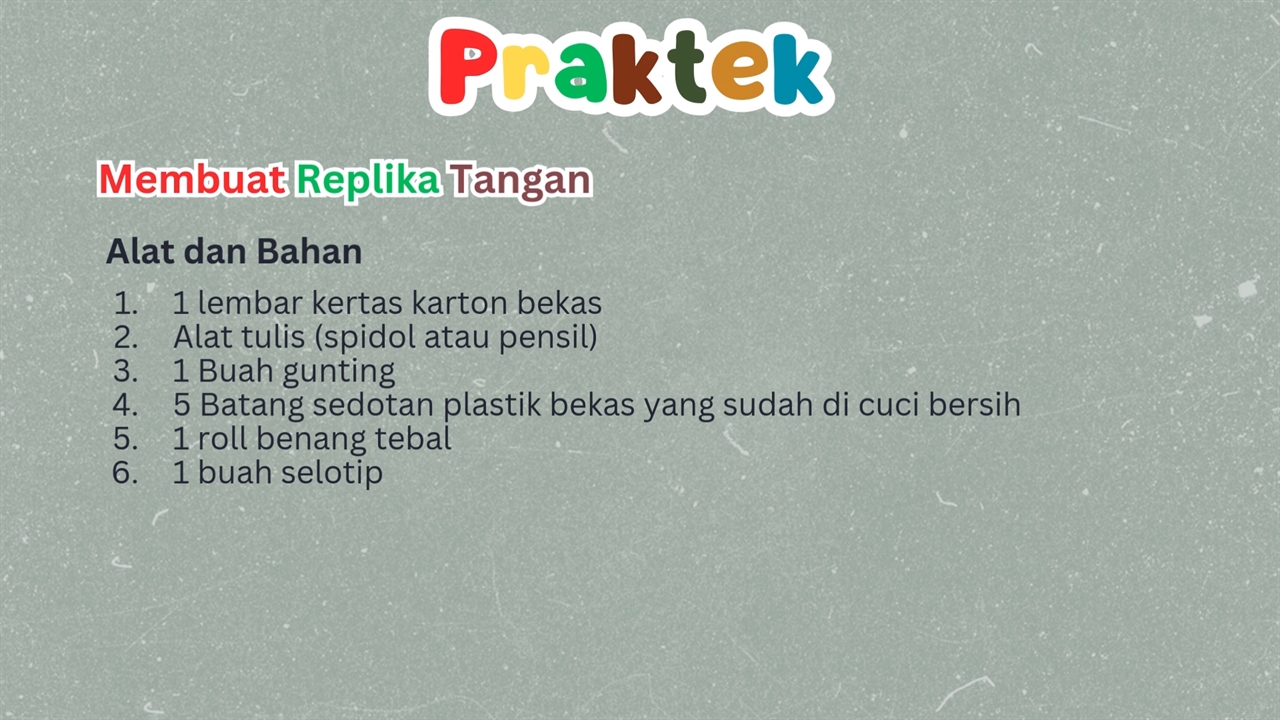 Praktek
Membuat Replika Tangan
Alat dan Bahan
1. 1 lembar kertas karton bekas
2. Alat tulis (spidol atau pensil)
3. 1 Buah gunting
4. 5 Batang sedotan plastik bekas yang sudah di cuci bersih
5. 1 roll benang tebal
6. 1 buah selotip